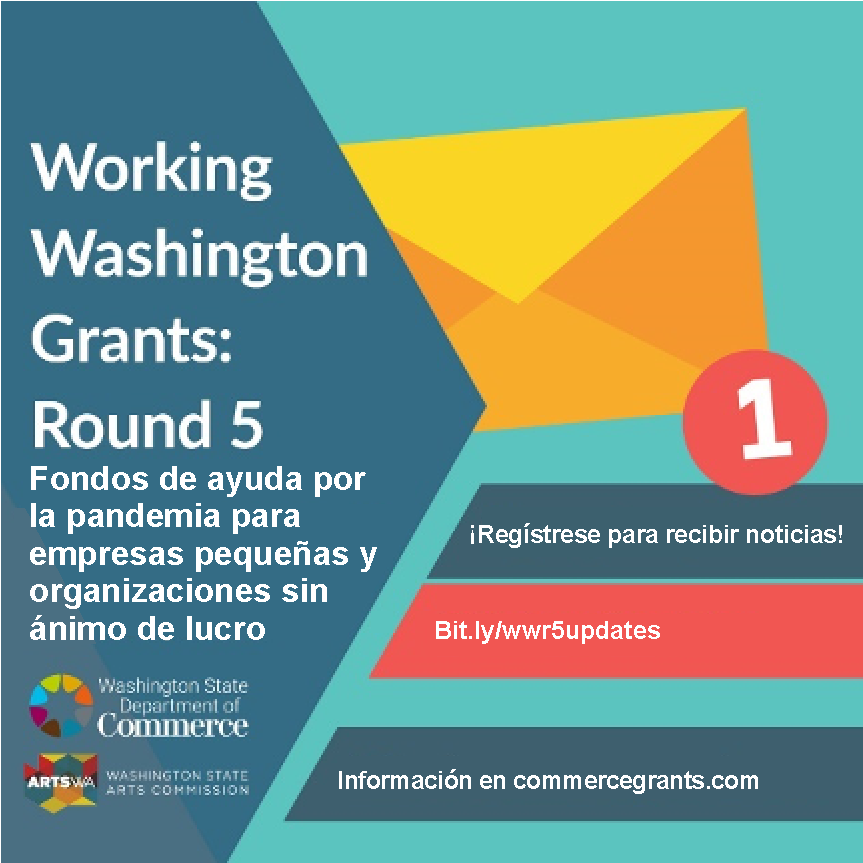 Working
Washington
Grants:
Round 5
Fondos de ayuda por
la pandemia para
empresas pequeñas y
organizaciones sin
ánimo de lucro
1
¡Regístrese para recibir noticias!
Bit.ly/wwr5updates
Información en commercegrants.com
Washington State
Department of
Commerce
ARTSWA
WASHINGTON STATE
ARTS COMMISSION